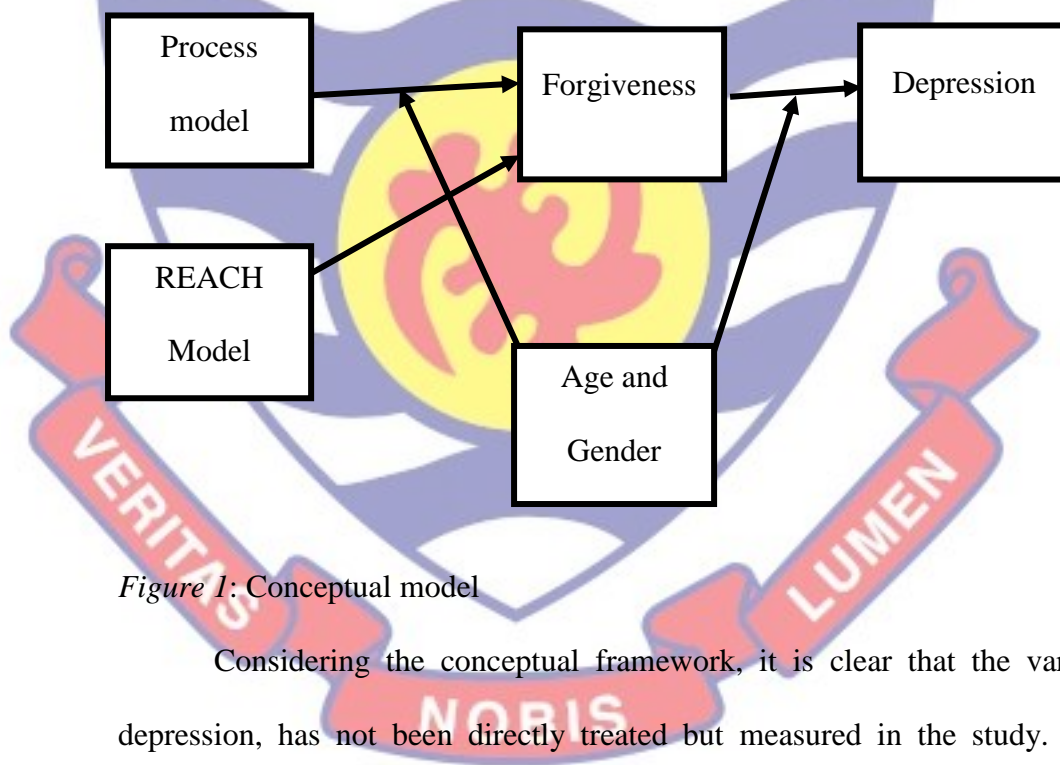 Process
model
Forgiveness
Depression
REACH
Model
Age and
Gender
VERITAS
LUMEN
NOBIS
Figure 1: Conceptual model
Considering the conceptual framework, it is clear that the var
depression, has not been directly treated but measured in the study.